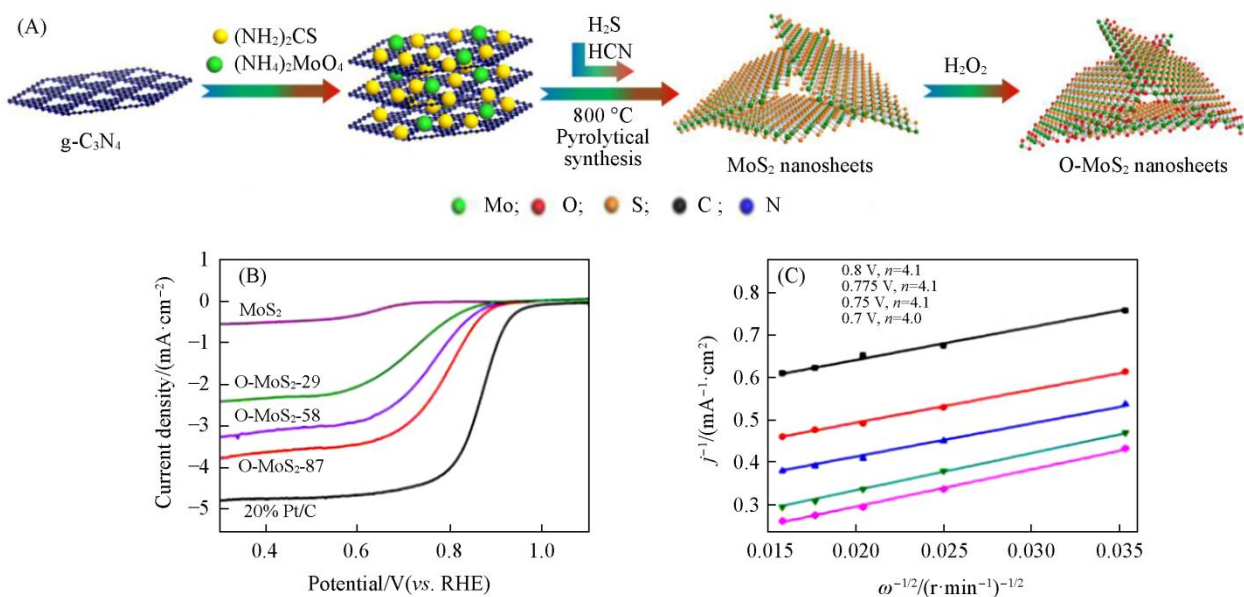 (A)
(NH₂)₂CS
(NH₄)₂MoO₄
g-C₃N₄
H₂S
HCN
800 °C
Pyrolytical
synthesis
MoS₂ nanosheets
H₂O₂
O-MoS₂ nanosheets
Mo; O; S; C; N
(B)
Current density/(mA·cm⁻²)
1
0
−1
−2
−3
−4
−5
MoS₂
O-MoS₂-29
O-MoS₂-58
O-MoS₂-87
20% Pt/C
0.4 0.6 0.8 1.0
Potential/V(vs. RHE)
(C)
0.8 V, n=4.1
0.775 V, n=4.1
0.75 V, n=4.1
0.7 V, n=4.0
j⁻¹/(mA⁻¹·cm²)
0.8
0.7
0.6
0.5
0.4
0.3
0.015 0.020 0.025 0.030 0.035
ω⁻¹/²/(r·min⁻¹)⁻¹/²